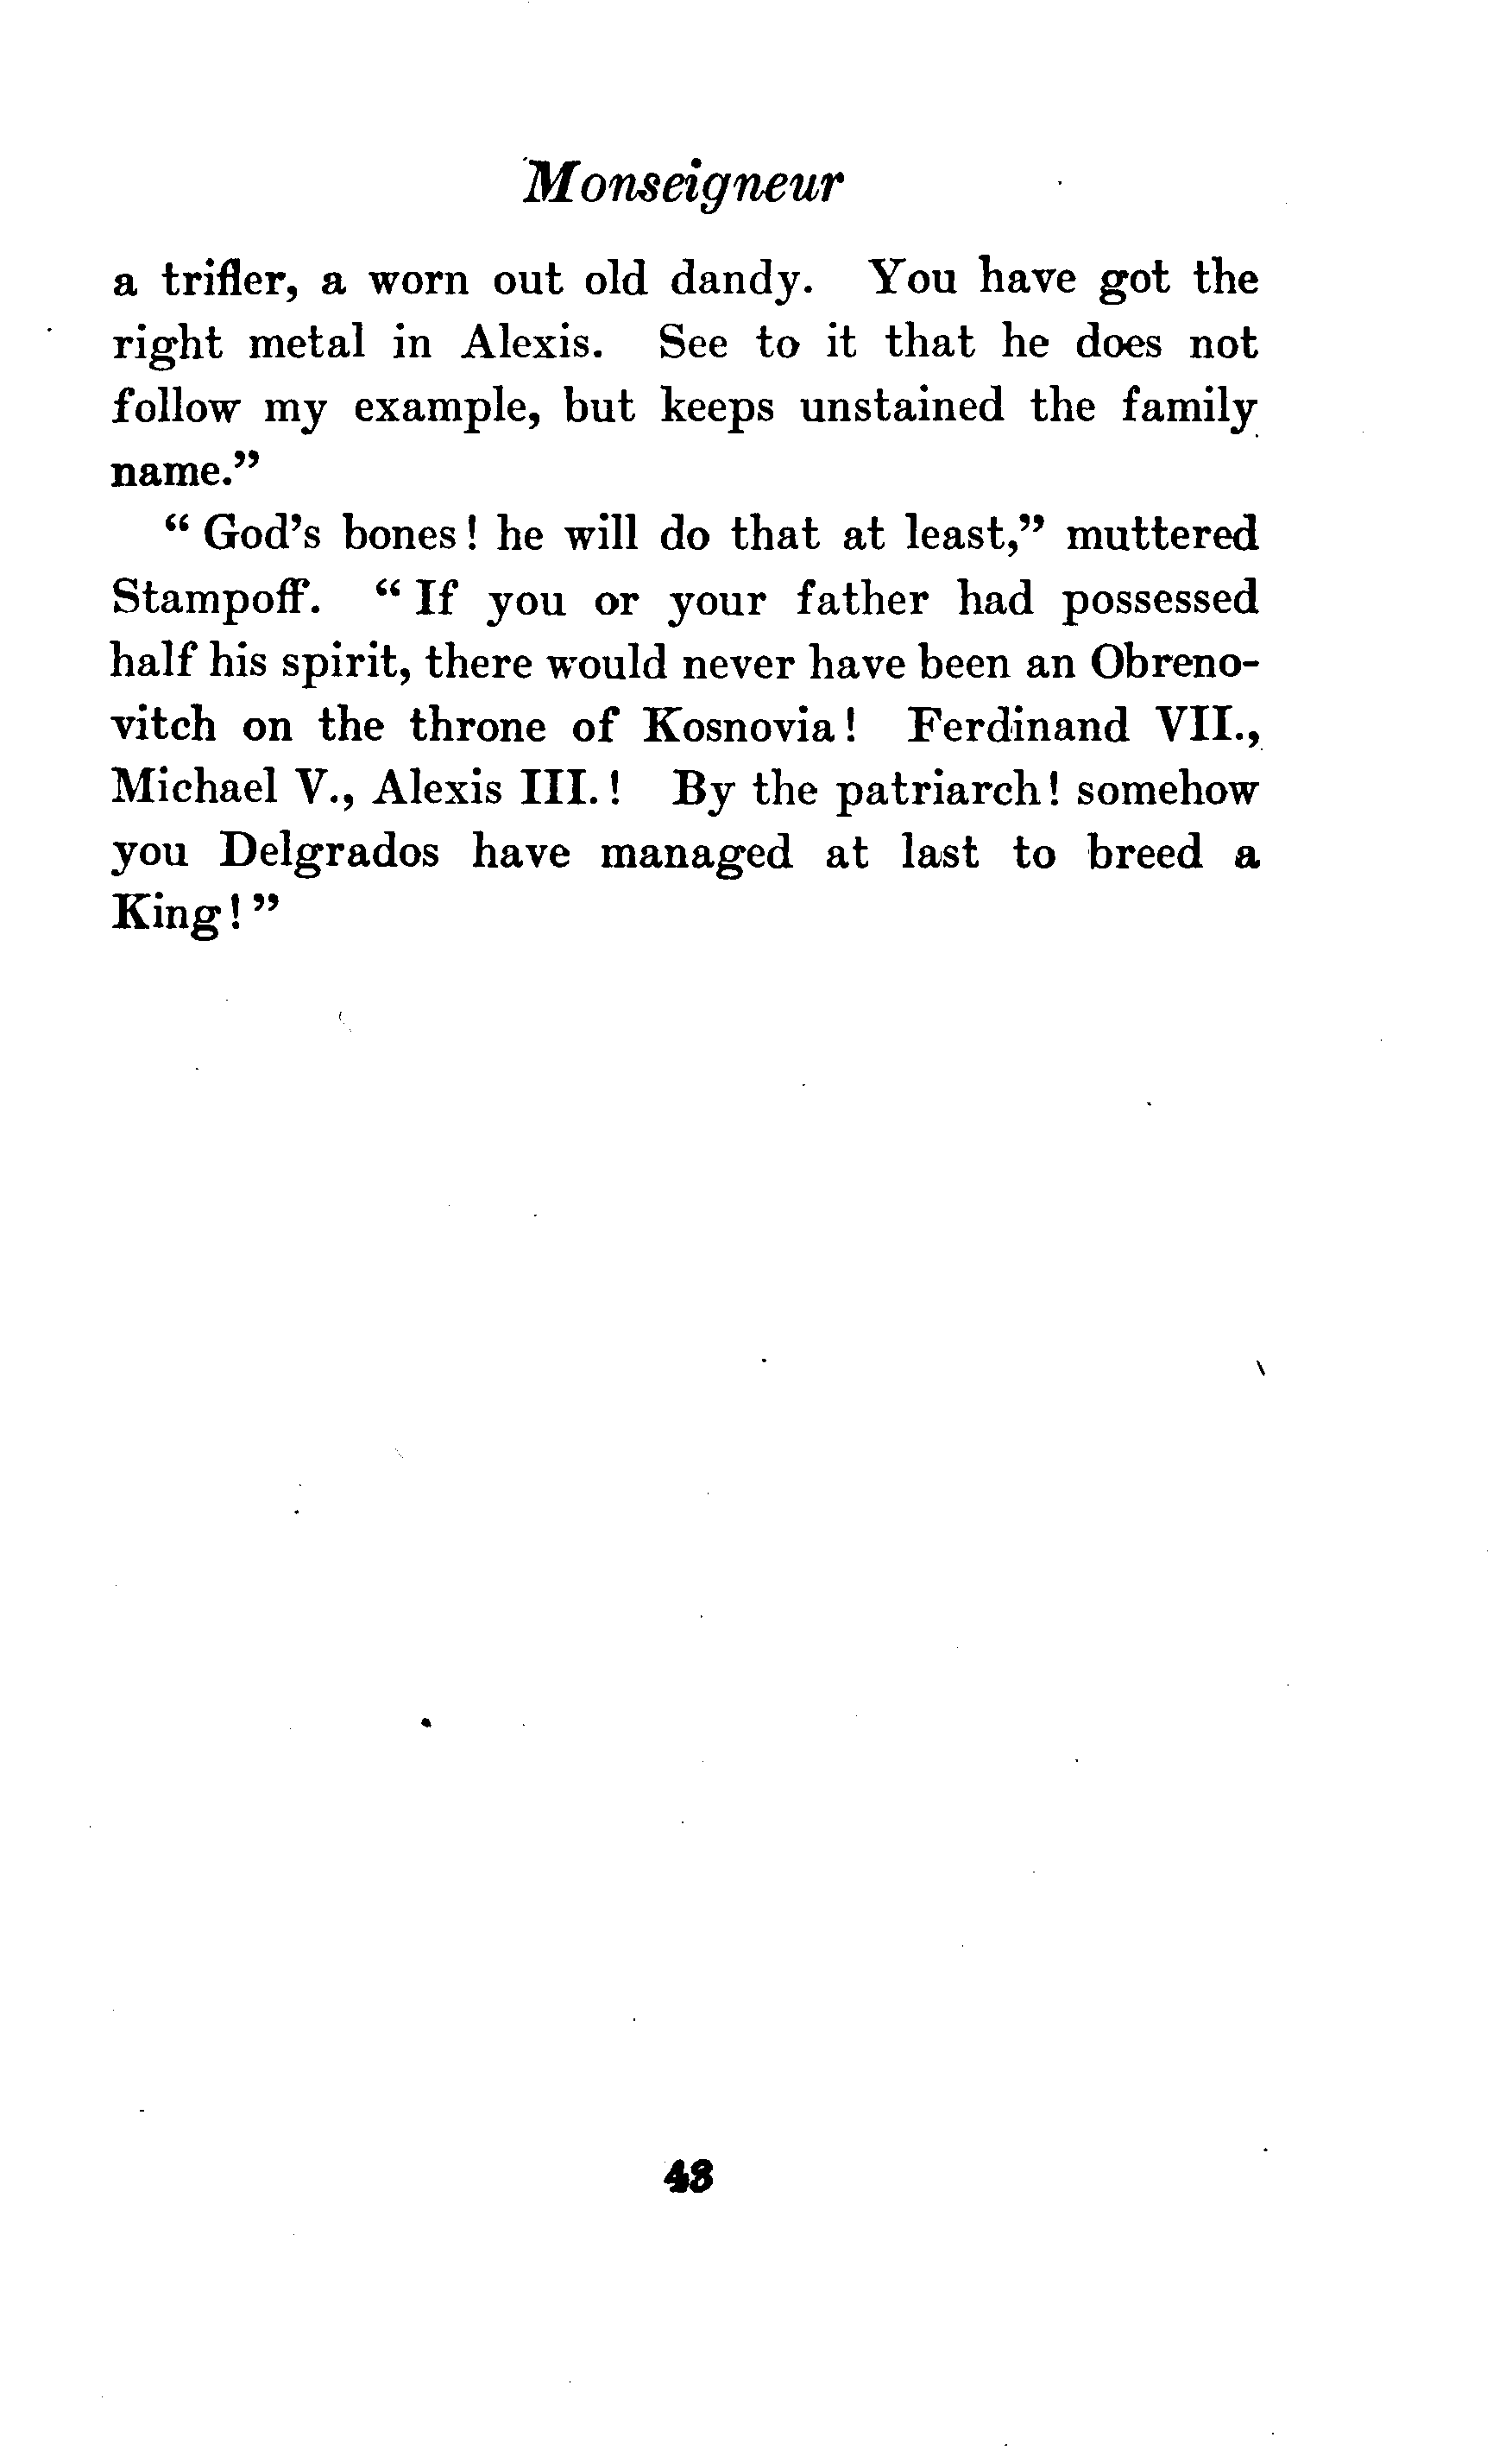 Monseigneur
a trifler, a worn out old dandy. You have got the
right metal in Alexis. See to it that he does not
follow my example, but keeps unstained the family
name."
"God's bones! he will do that at least," muttered
Stampoff. "If you or your father had possessed
half his spirit, there would never have been an Obreno-
vitch on the throne of Kosnovia! Ferdinand VII.,
Michael V., Alexis III.! By the patriarch! somehow
you Delgrados have managed at last to breed a
King!"
43